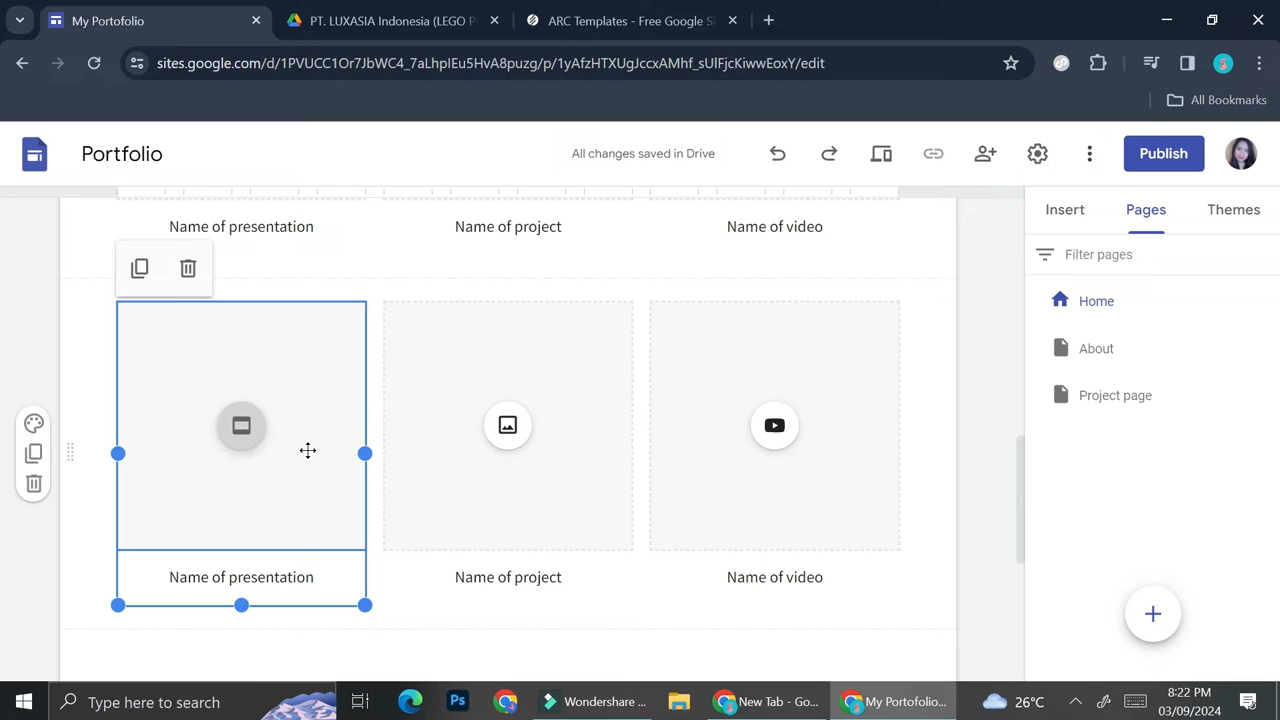 My Portofolio
PT. LUXASIA Indonesia (LEGO P
ARC Templates - Free Google Sl
sites.google.com/d/1PVUCC1Or7JbWC4_7aLhpIEu5HvA8puzg/p/1yAfzHTXUgJccxAMhf_sUlFjcKiwwEoxY/edit
All Bookmarks
Portfolio
All changes saved in Drive
Publish
Insert
Pages
Themes
Name of presentation
Name of project
Name of video
Filter pages
Home
About
Project page
Name of presentation
Name of project
Name of video
Type here to search
Ps
Wondershare ...
New Tab - Go...
My Portofolio...
26°C
8:22 PM
03/09/2024